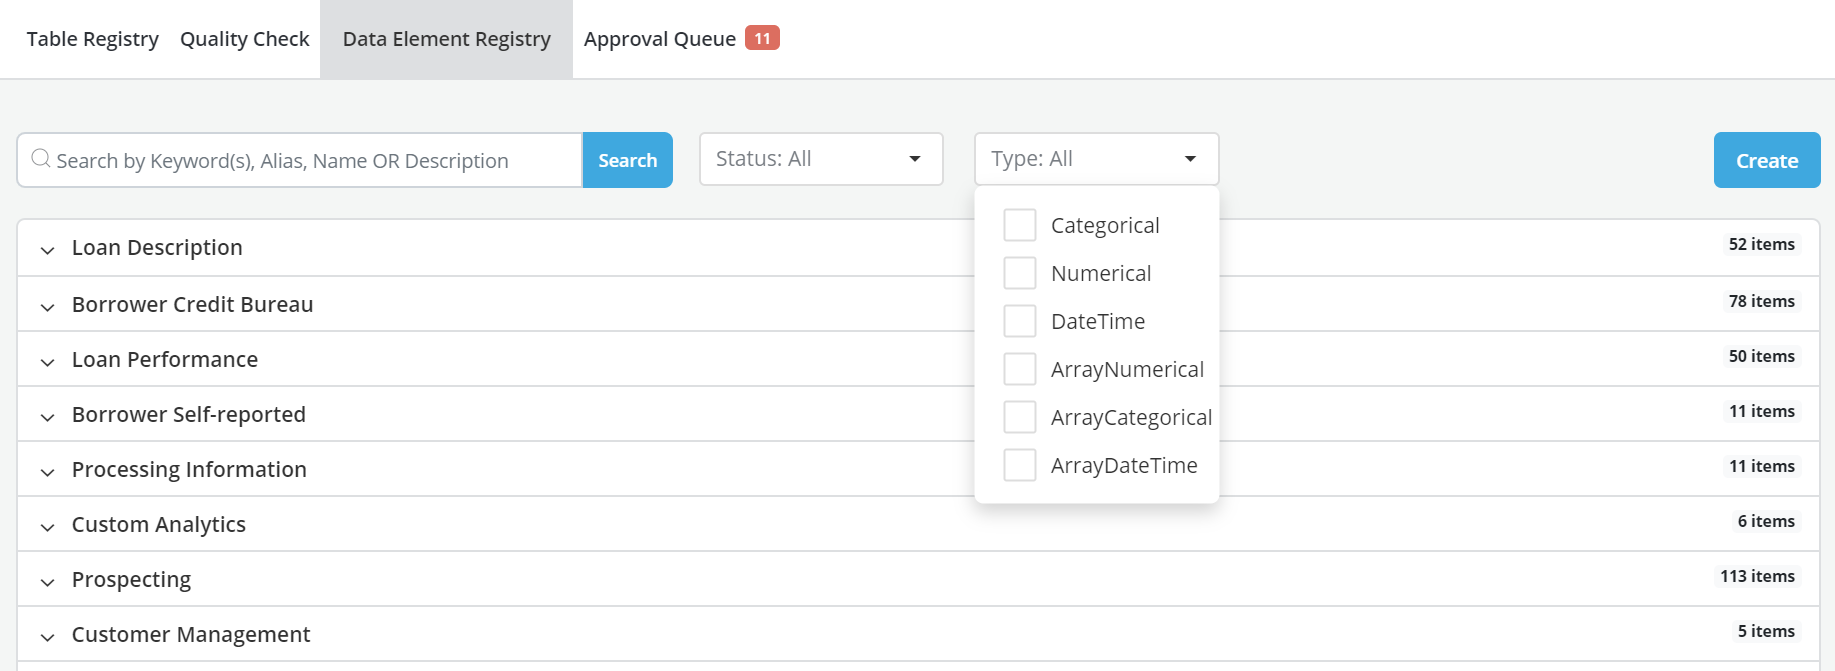 Table Registry Quality Check Data Element Registry Approval Queue 11
Search by Keyword(s), Alias, Name OR Description Search Status: All Type: All Create
Categorical
Numerical
DateTime
ArrayNumerical
ArrayCategorical
ArrayDateTime
Loan Description 52 items
Borrower Credit Bureau 78 items
Loan Performance 50 items
Borrower Self-reported 11 items
Processing Information 11 items
Custom Analytics 6 items
Prospecting 113 items
Customer Management 5 items